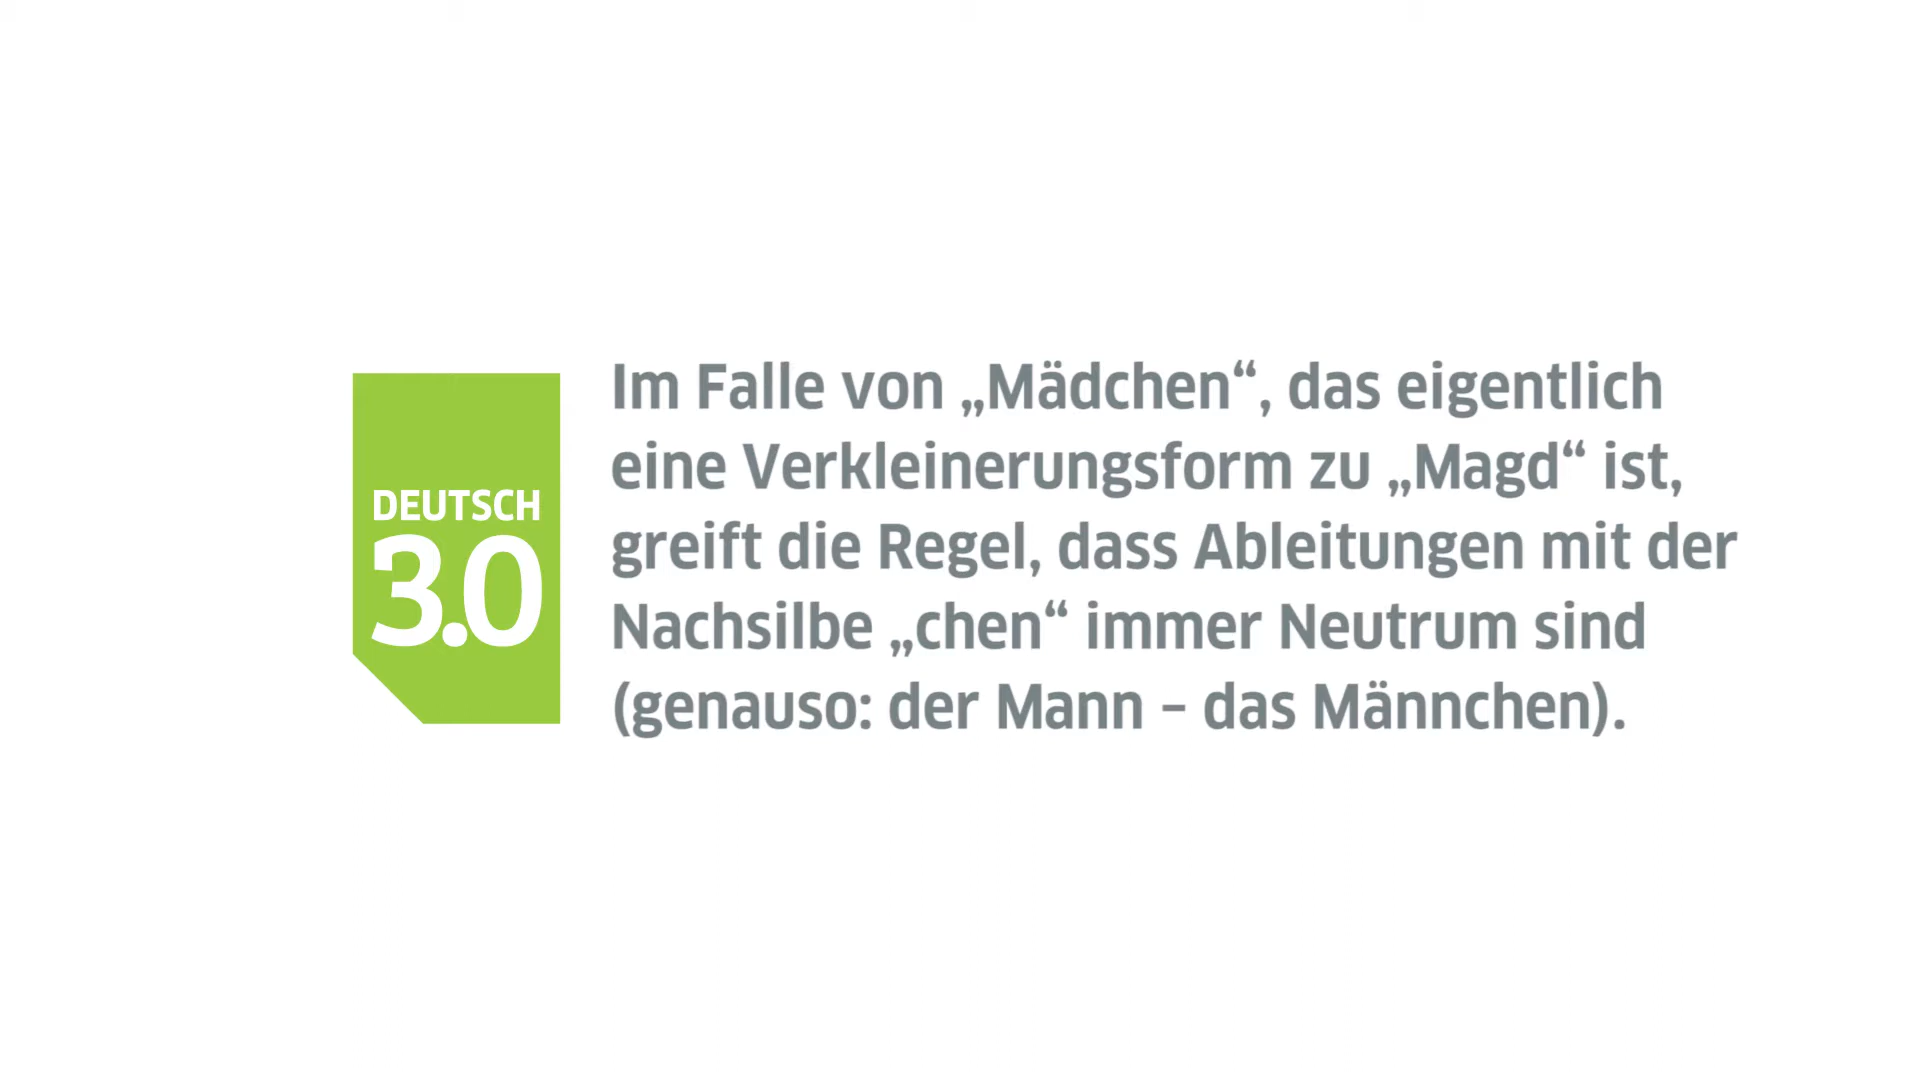 DEUTSCH
3.0
Im Falle von „Mädchen“, das eigentlich
eine Verkleinerungsform zu „Magd“ ist,
greift die Regel, dass Ableitungen mit der
Nachsilbe „chen“ immer Neutrum sind
(genauso: der Mann – das Männchen).